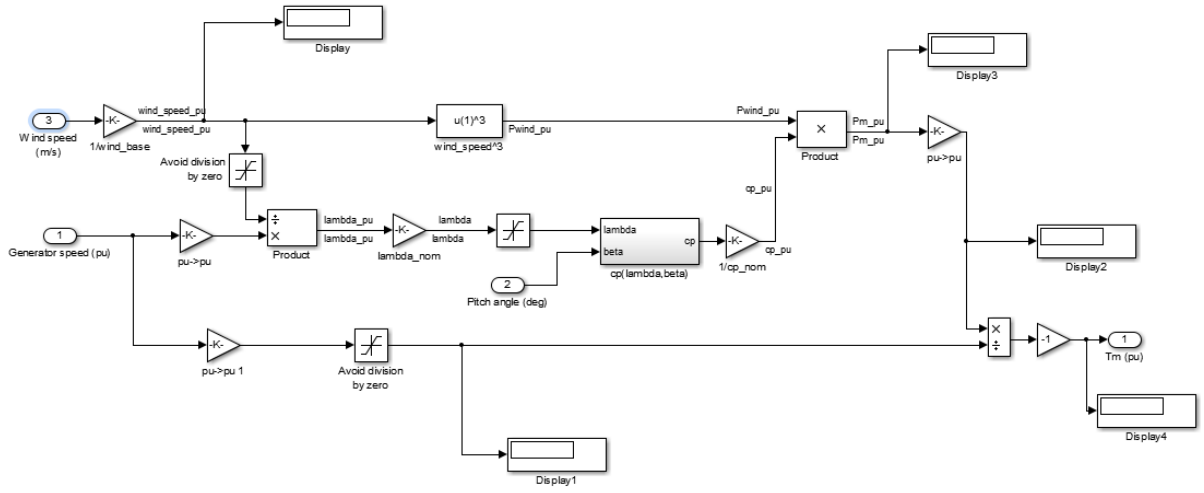 Display
Display3
wind_speed_pu
wind_speed_pu
3
Wind speed
(m/s)
-K-
1/wind_base
u(1)^3
wind_speed^3
Pwind_pu
Pwind_pu
×
Product
Pm_pu
Pm_pu
-K-
pu->pu
Avoid division
by zero
cp_pu
1
Generator speed (pu)
-K-
pu->pu
÷
×
Product
lambda_pu
lambda_pu
-K-
lambda_nom
lambda
lambda
lambda
beta
cp
cp(lambda,beta)
-K-
1/cp_nom
cp_pu
Display2
2
Pitch angle (deg)
-K-
pu->pu 1
Avoid division
by zero
×
÷
-1
1
Tm (pu)
Display4
Display1